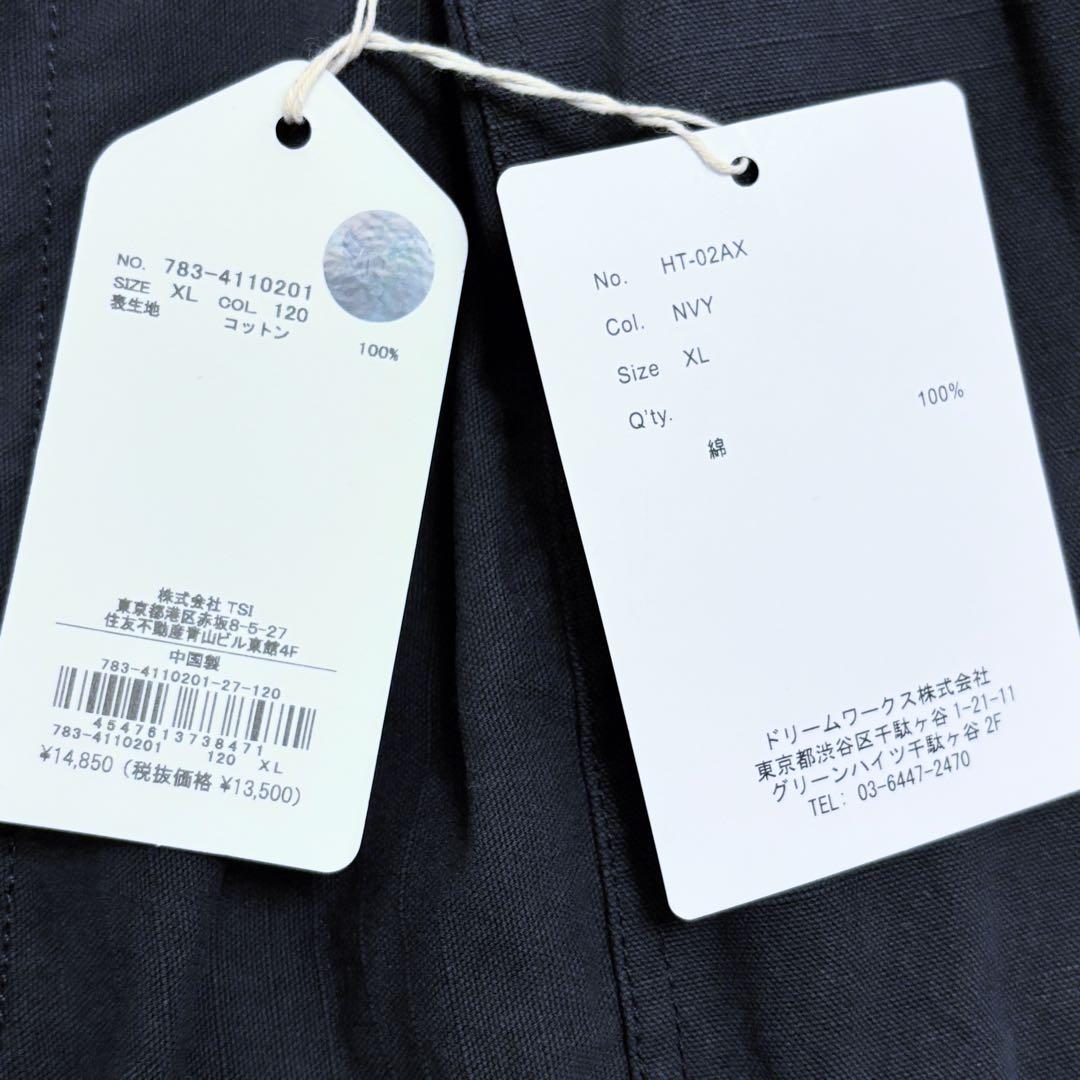 NO. 783-4110201
SIZE XL COL. 120
表生地 コットン 100%
株式会社 TSI
東京都港区赤坂8-5-27
住友不動産青山ビル東館4F
中国製
783-4110201-27-120
4547613738471
783-4110201 120 XL
¥14,850 (税抜価格 ¥13,500)
No. HT-02AX
Col. NVY
Size XL
Q'ty.
綿 100%
ドリームワークス株式会社
東京都渋谷区千駄ヶ谷 1-21-11
グリーンハイツ千駄ヶ谷 2F
TEL: 03-6447-2470